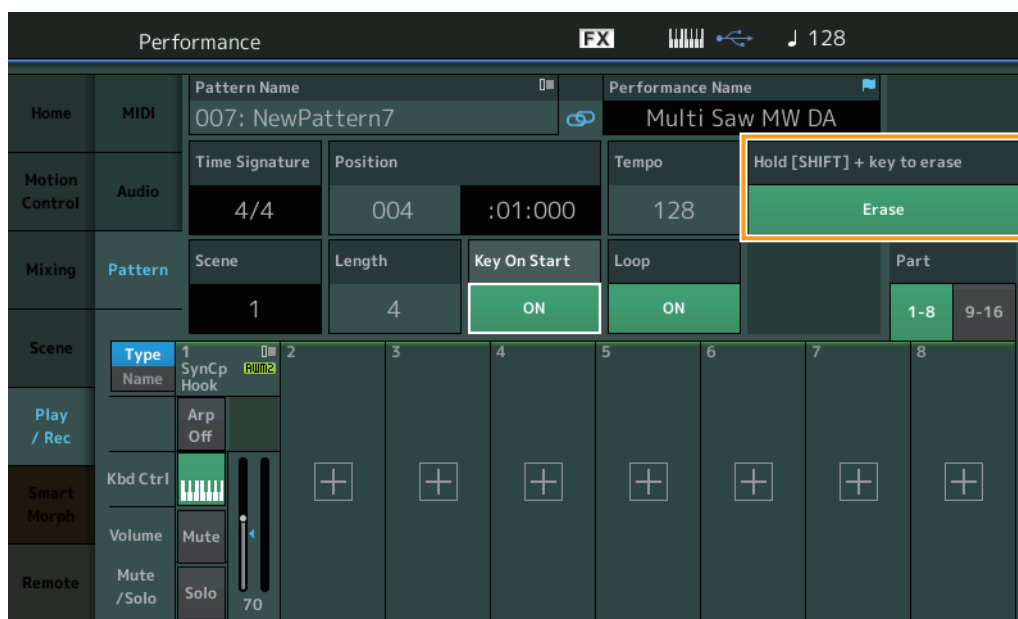 Performance
FX
♩ 128
Home
Motion
Control
Mixing
Scene
Play
/ Rec
Smart
Morph
Remote
MIDI
Audio
Pattern
Pattern Name
007: NewPattern7
Performance Name
Multi Saw MW DA
Time Signature
4/4
Position
004
:01:000
Tempo
128
Hold [SHIFT] + key to erase
Erase
Scene
1
Length
4
Key On Start
ON
Loop
ON
Part
1-8
9-16
Type
Name
1
SynCp
Hook
RWM2
2
3
4
5
6
7
8
Arp
Off
Kbd Ctrl
Volume
Mute
Mute
/Solo
Solo
70